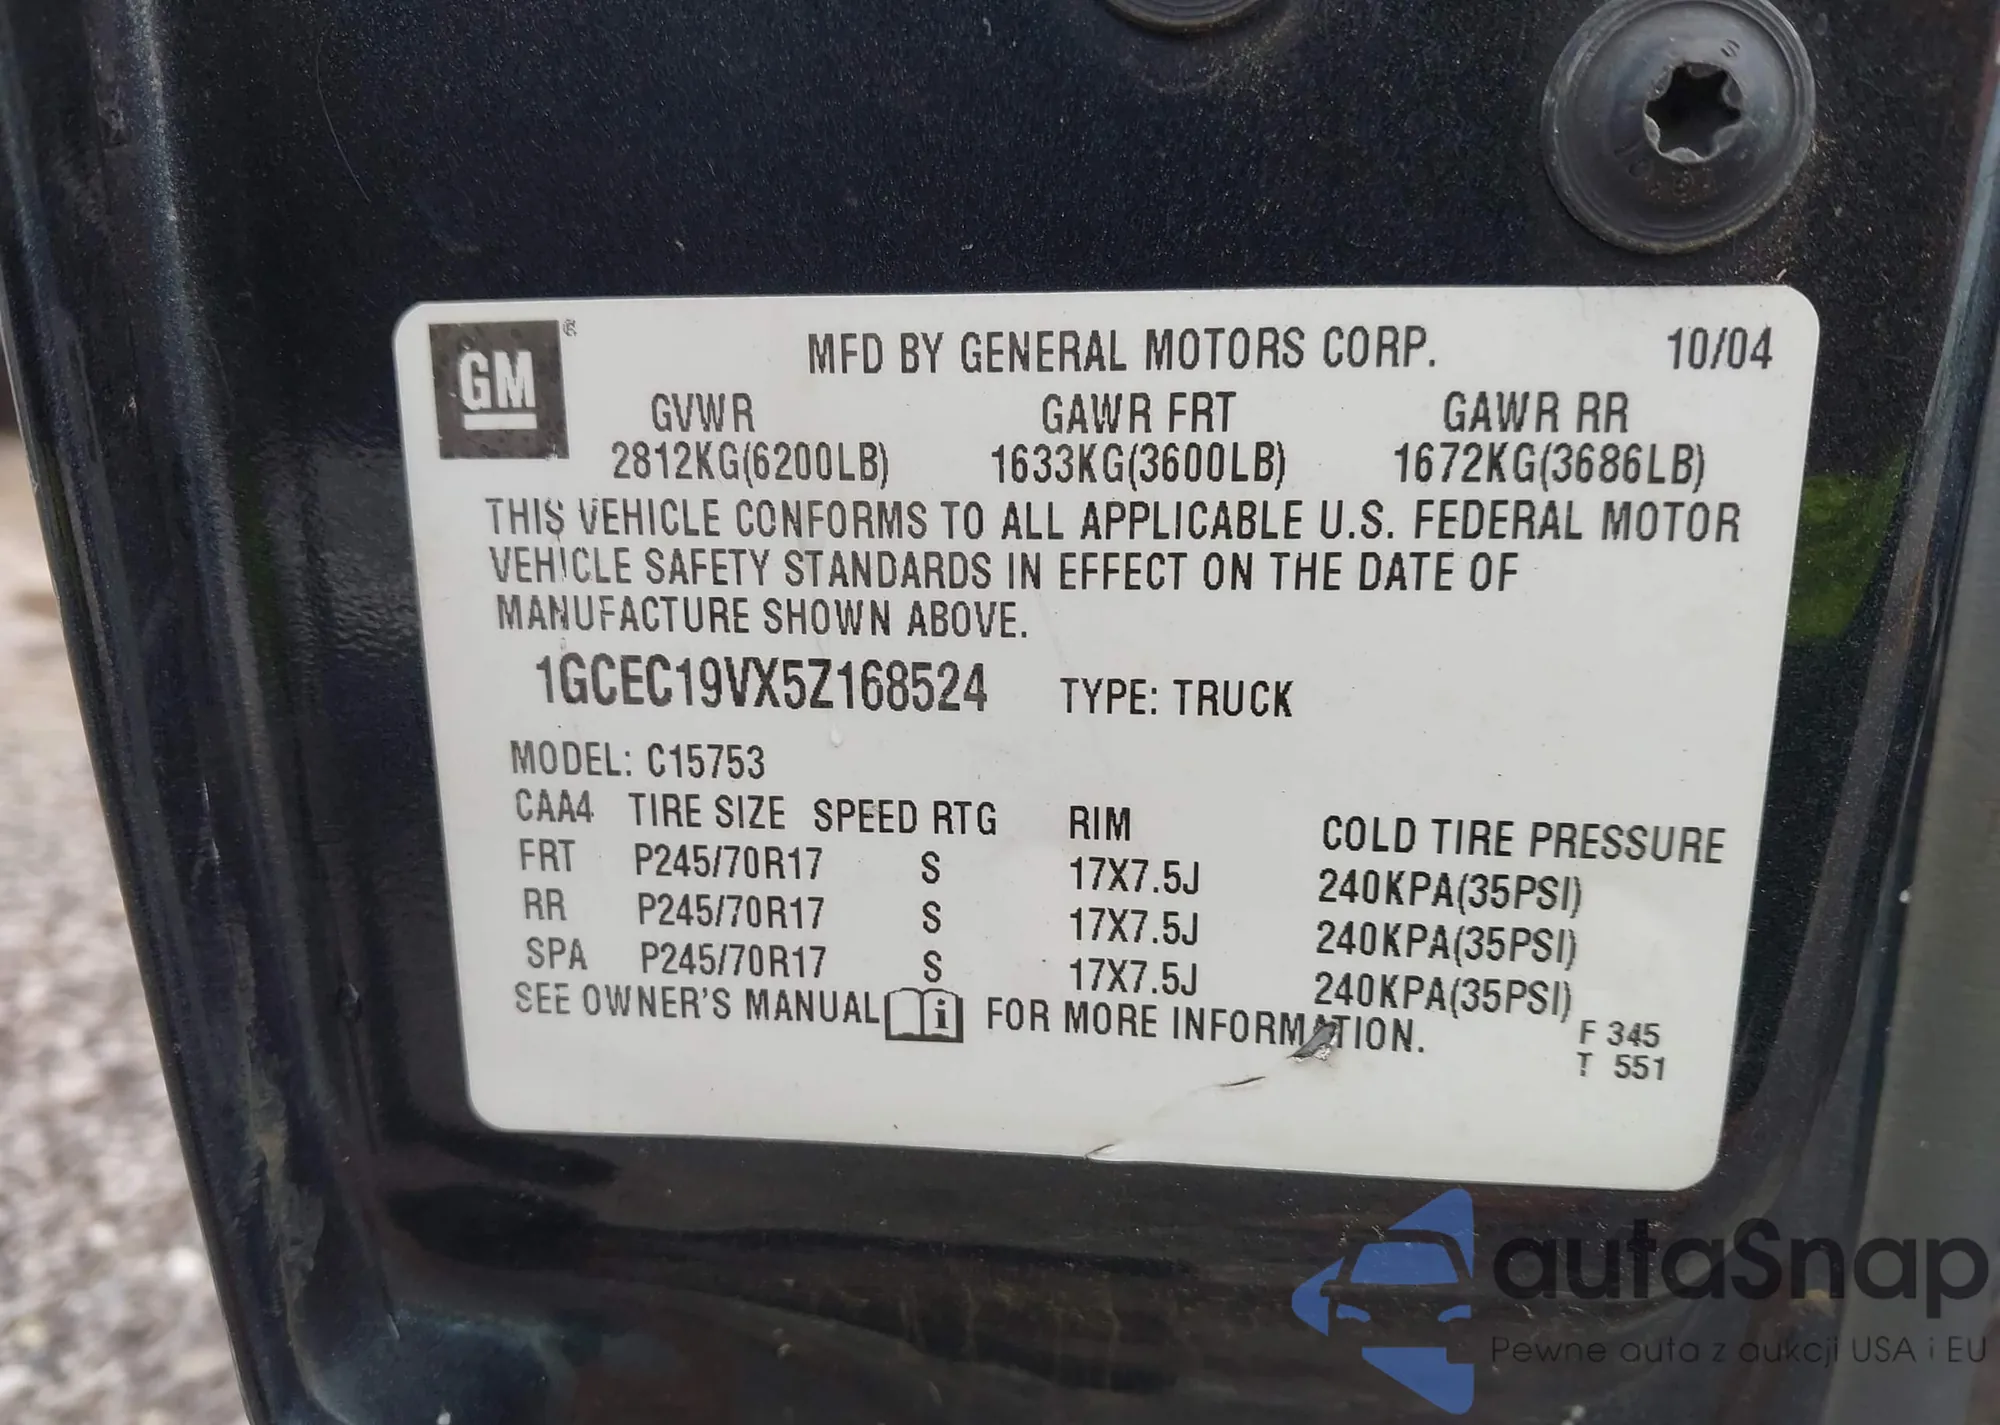 GM ®
MFD BY GENERAL MOTORS CORP. 10/04
GVWR GAWR FRT GAWR RR
2812KG(6200LB) 1633KG(3600LB) 1672KG(3686LB)
THIS VEHICLE CONFORMS TO ALL APPLICABLE U.S. FEDERAL MOTOR
VEHICLE SAFETY STANDARDS IN EFFECT ON THE DATE OF
MANUFACTURE SHOWN ABOVE.
1GCEC19VX5Z168524 TYPE: TRUCK
MODEL: C15753
CAA4 TIRE SIZE SPEED RTG RIM COLD TIRE PRESSURE
FRT P245/70R17 S 17X7.5J 240KPA(35PSI)
RR P245/70R17 S 17X7.5J 240KPA(35PSI)
SPA P245/70R17 S 17X7.5J 240KPA(35PSI)
SEE OWNER'S MANUAL i FOR MORE INFORMATION.
F 345
T 551
autaSnap
Pewne auta z aukcji USA i EU